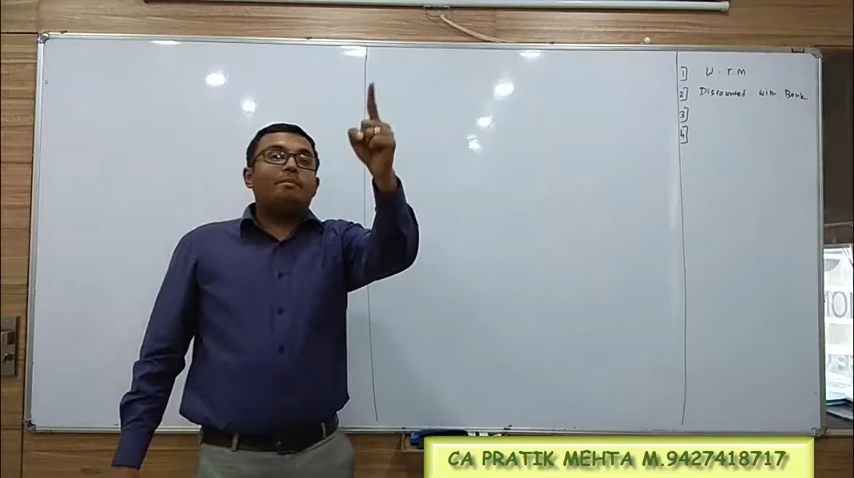 1] U.T.M
2] Discounted with Bank
3]
4]
CA PRATIK MEHTA M.9427418717